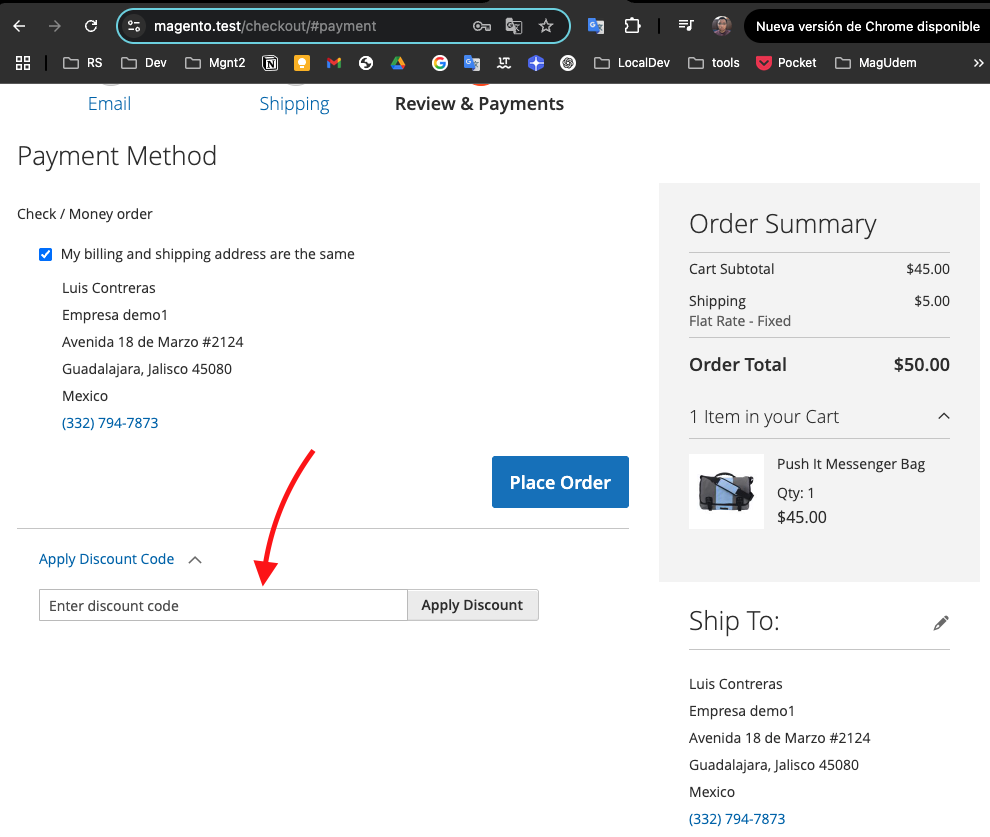 magento.test/checkout/#payment
Nueva versión de Chrome disponible
RS
Dev
Mgnt2
LocalDev
tools
Pocket
MagUdem
Email
Shipping
Review & Payments
Payment Method
Check / Money order
My billing and shipping address are the same
Luis Contreras
Empresa demo1
Avenida 18 de Marzo #2124
Guadalajara, Jalisco 45080
Mexico
(332) 794-7873
Place Order
Apply Discount Code
Enter discount code
Apply Discount
Order Summary
Cart Subtotal $45.00
Shipping $5.00
Flat Rate - Fixed
Order Total $50.00
1 Item in your Cart
Push It Messenger Bag
Qty: 1
$45.00
Ship To:
Luis Contreras
Empresa demo1
Avenida 18 de Marzo #2124
Guadalajara, Jalisco 45080
Mexico
(332) 794-7873